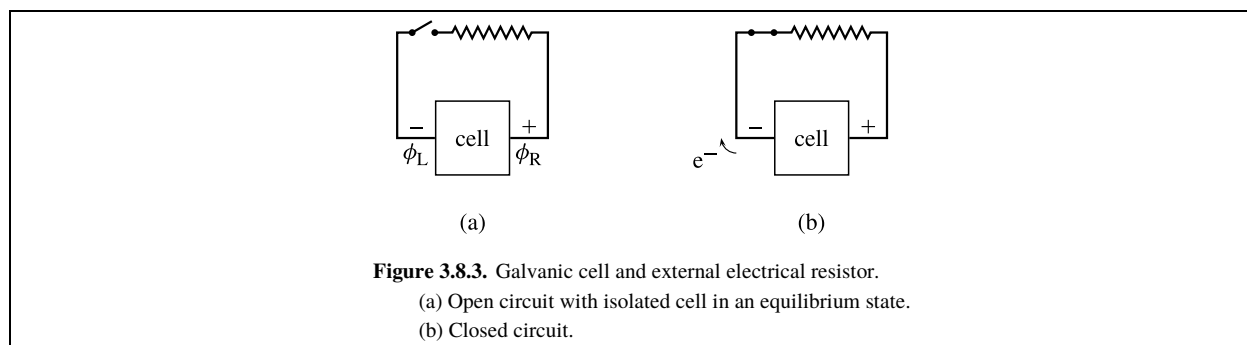 − cell +
ϕL ϕR
(a)
− cell +
e−
(b)
Figure 3.8.3. Galvanic cell and external electrical resistor.
(a) Open circuit with isolated cell in an equilibrium state.
(b) Closed circuit.